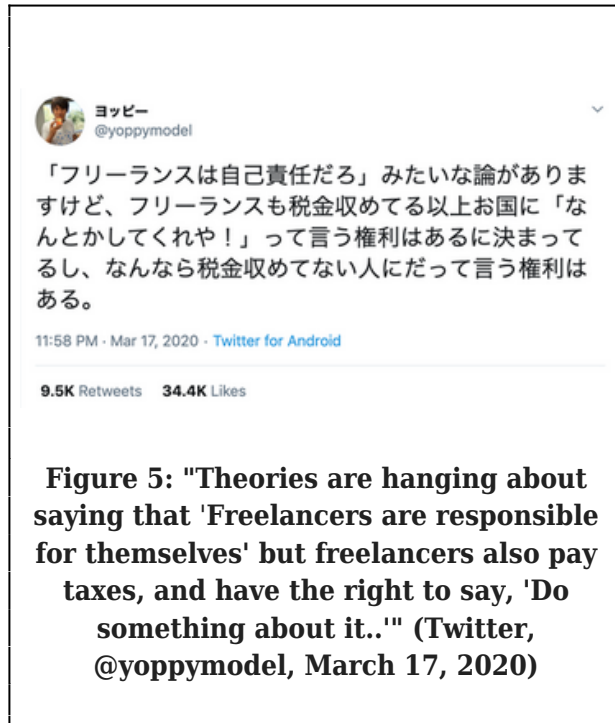 ヨッピー
@yoppymodel
「フリーランスは自己責任だろ」みたいな論がありま
すけど、フリーランスも税金収めてる以上お国に「な
んとかしてくれや！」って言う権利はあるに決まって
るし、なんなら税金収めてない人にだって言う権利は
ある。
11:58 PM · Mar 17, 2020 · Twitter for Android
9.5K Retweets 34.4K Likes
Figure 5: "Theories are hanging about
saying that 'Freelancers are responsible
for themselves' but freelancers also pay
taxes, and have the right to say, 'Do
something about it..'" (Twitter,
@yoppymodel, March 17, 2020)